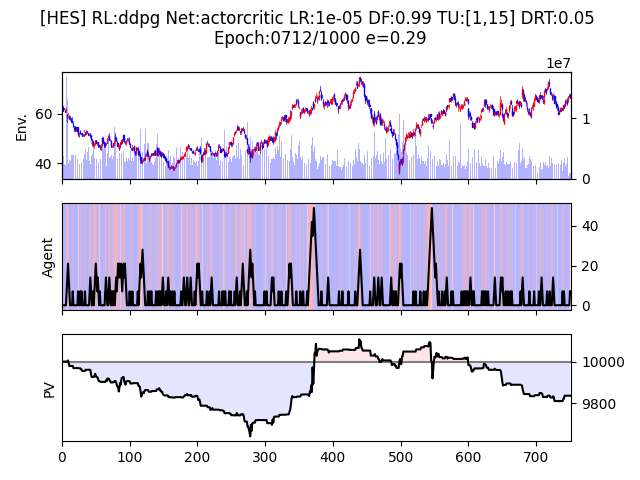 [HES] RL:ddpg Net:actorcritic LR:1e-05 DF:0.99 TU:[1,15] DRT:0.05
Epoch:0712/1000 e=0.29
1e7
Env.
60
40
1
0
Agent
40
20
0
PV
10000
9800
0 100 200 300 400 500 600 700